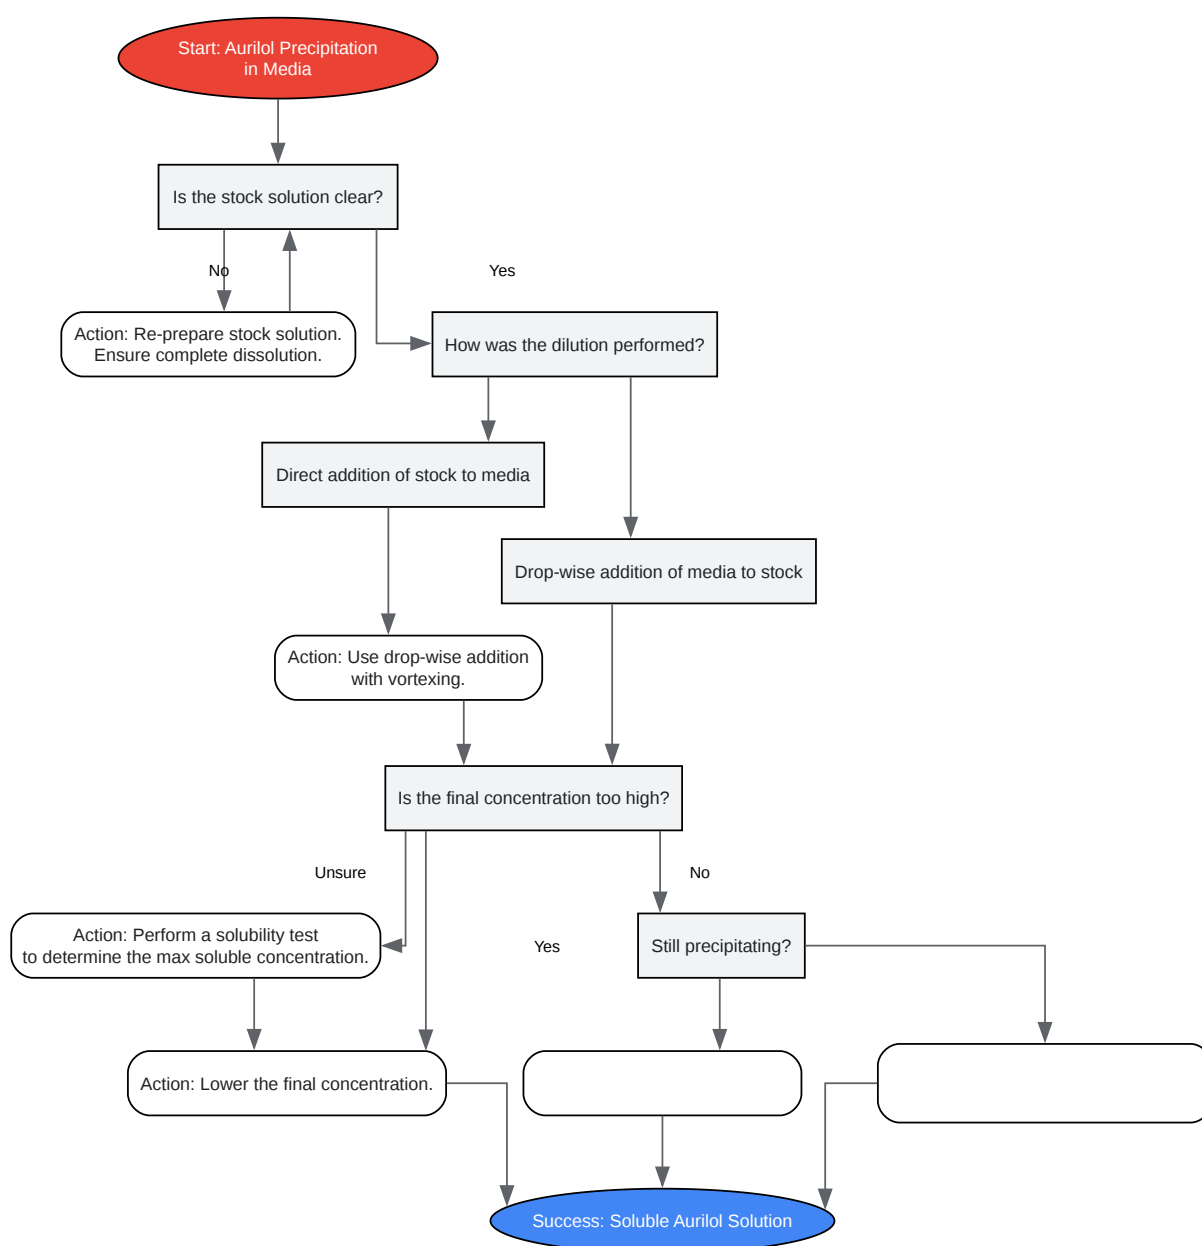 Start: Aurilol Precipitation
in Media
Is the stock solution clear?
No
Yes
Action: Re-prepare stock solution.
Ensure complete dissolution.
How was the dilution performed?
Direct addition of stock to media
Drop-wise addition of media to stock
Action: Use drop-wise addition
with vortexing.
Is the final concentration too high?
Unsure
No
Action: Perform a solubility test
to determine the max soluble concentration.
Yes
Still precipitating?
Action: Lower the final concentration.
Success: Soluble Aurilol Solution